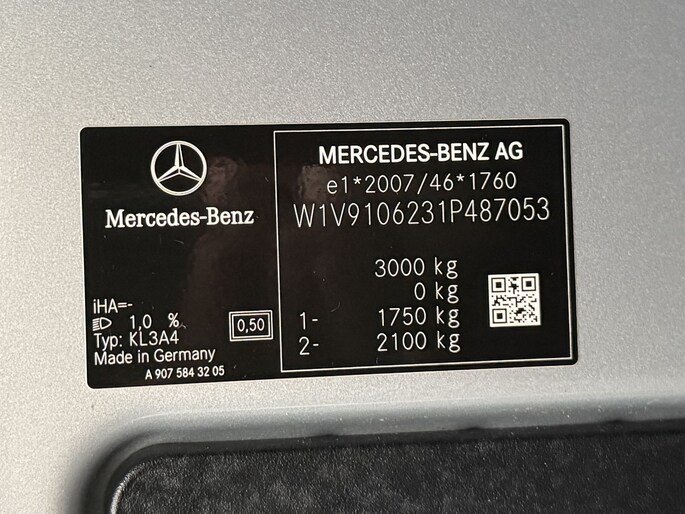 Mercedes-Benz
iHA=-
1,0 %
Typ: KL3A4
Made in Germany
A 907 584 32 05
0,50
MERCEDES-BENZ AG
e1*2007/46*1760
W1V9106231P487053
3000 kg
0 kg
1- 1750 kg
2- 2100 kg